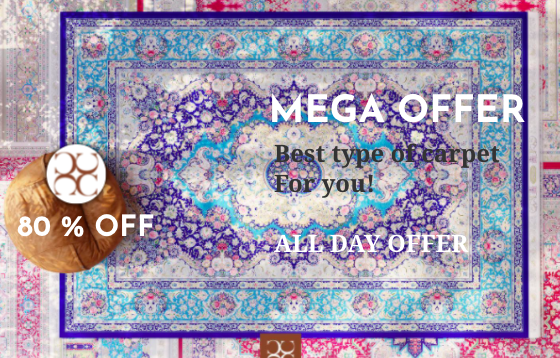 MEGA OFFER
Best type of carpet
For you!
80 % OFF
ALL DAY OFFER